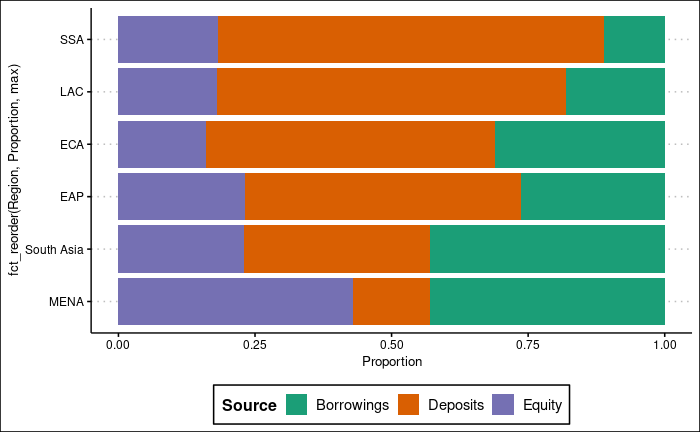 fct_reorder(Region, Proportion, max)
SSA
LAC
ECA
EAP
South Asia
MENA
0.00 0.25 0.50 0.75 1.00
Proportion
Source Borrowings Deposits Equity